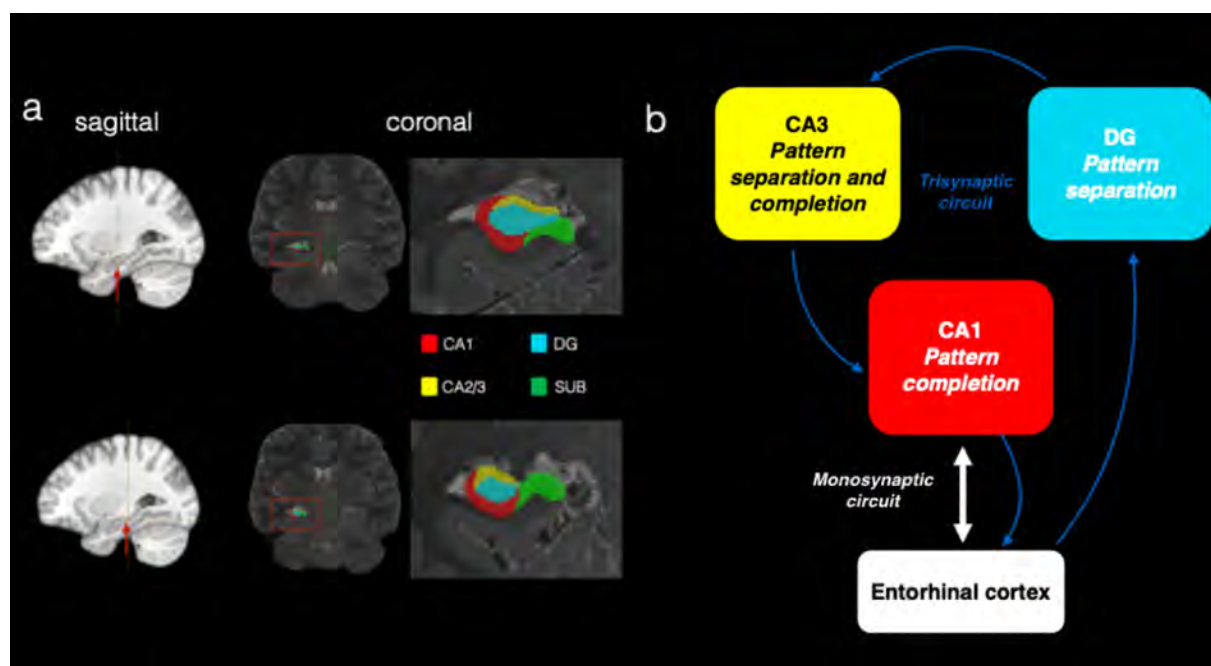 a
sagittal
coronal
CA1
DG
CA2/3
SUB
b
CA3
Pattern
separation and
completion
DG
Pattern
separation
Trisynaptic
circuit
CA1
Pattern
completion
Monosynaptic
circuit
Entorhinal cortex